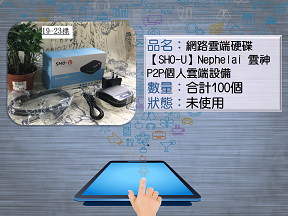 19-23樓
SHO-U
品名：網路雲端硬碟
【SHO-U】Nephelai 雲神
P2P個人雲端設備
數量：合計100個
狀態：未使用